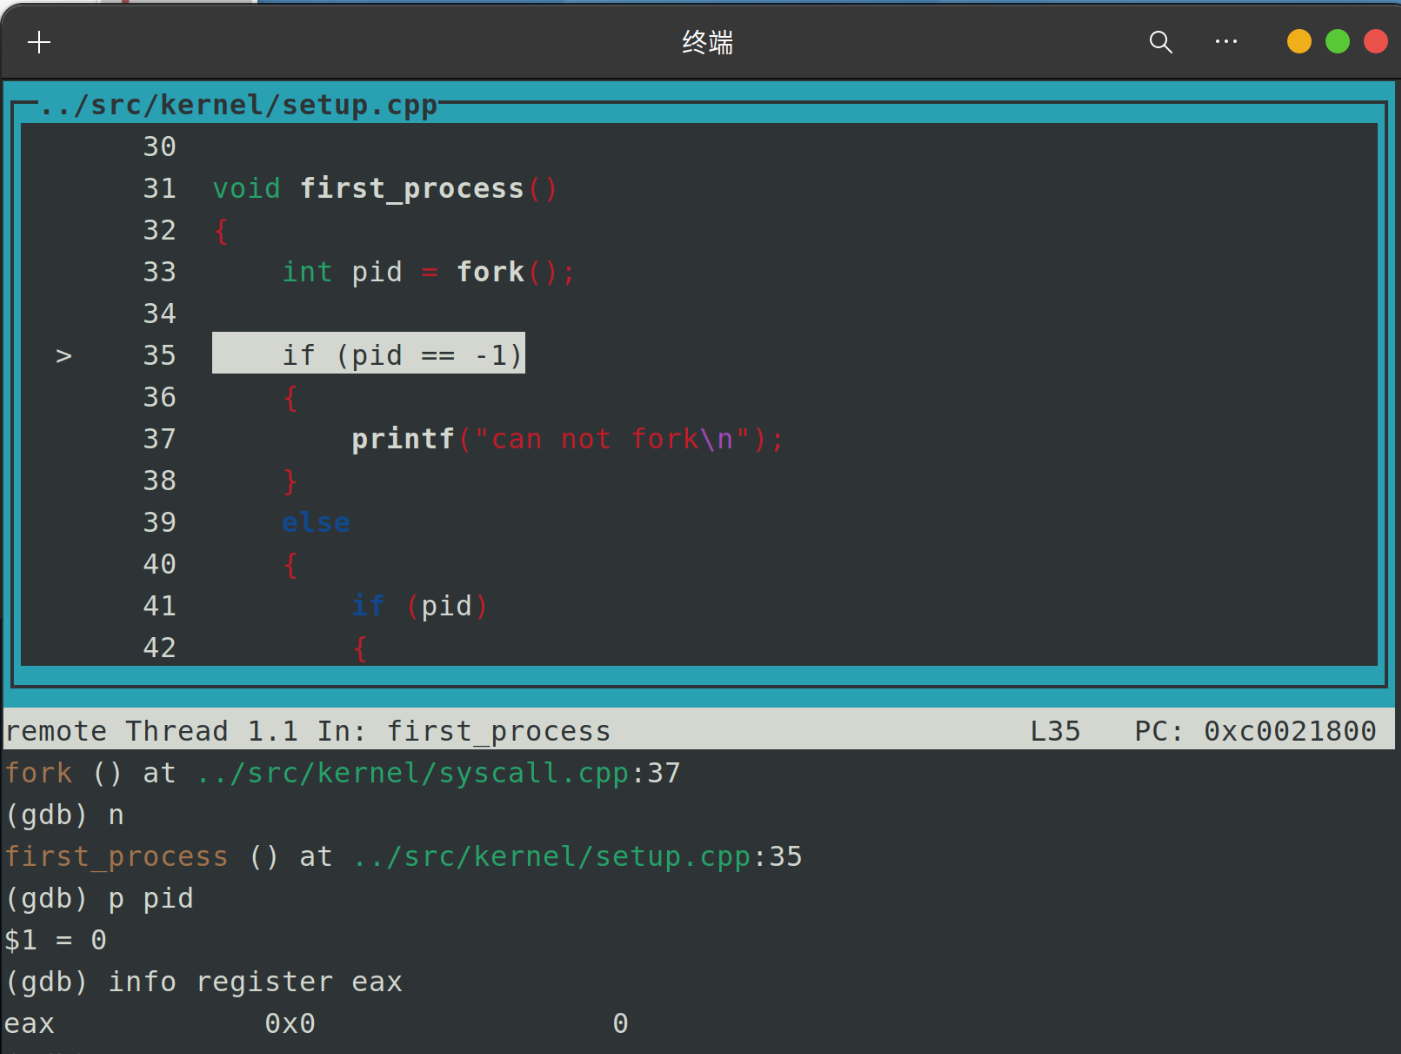 终端
../src/kernel/setup.cpp
30
31 void first_process()
32 {
33     int pid = fork();
34
> 35     if (pid == -1)
36     {
37         printf("can not fork\n");
38     }
39     else
40     {
41         if (pid)
42         {
remote Thread 1.1 In: first_process L35 PC: 0xc0021800
fork () at ../src/kernel/syscall.cpp:37
(gdb) n
first_process () at ../src/kernel/setup.cpp:35
(gdb) p pid
$1 = 0
(gdb) info register eax
eax 0x0 0